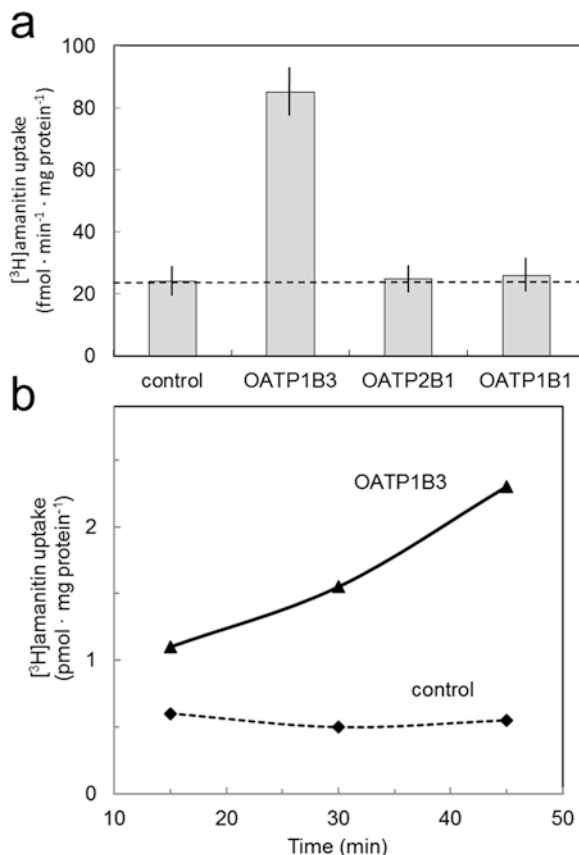 a
100
80
60
40
20
0
[³H]amanitin uptake
(fmol · min⁻¹ · mg protein⁻¹)
control OATP1B3 OATP2B1 OATP1B1
b
2
1
0
[³H]amanitin uptake
(pmol · mg protein⁻¹)
OATP1B3
control
10 20 30 40 50
Time (min)